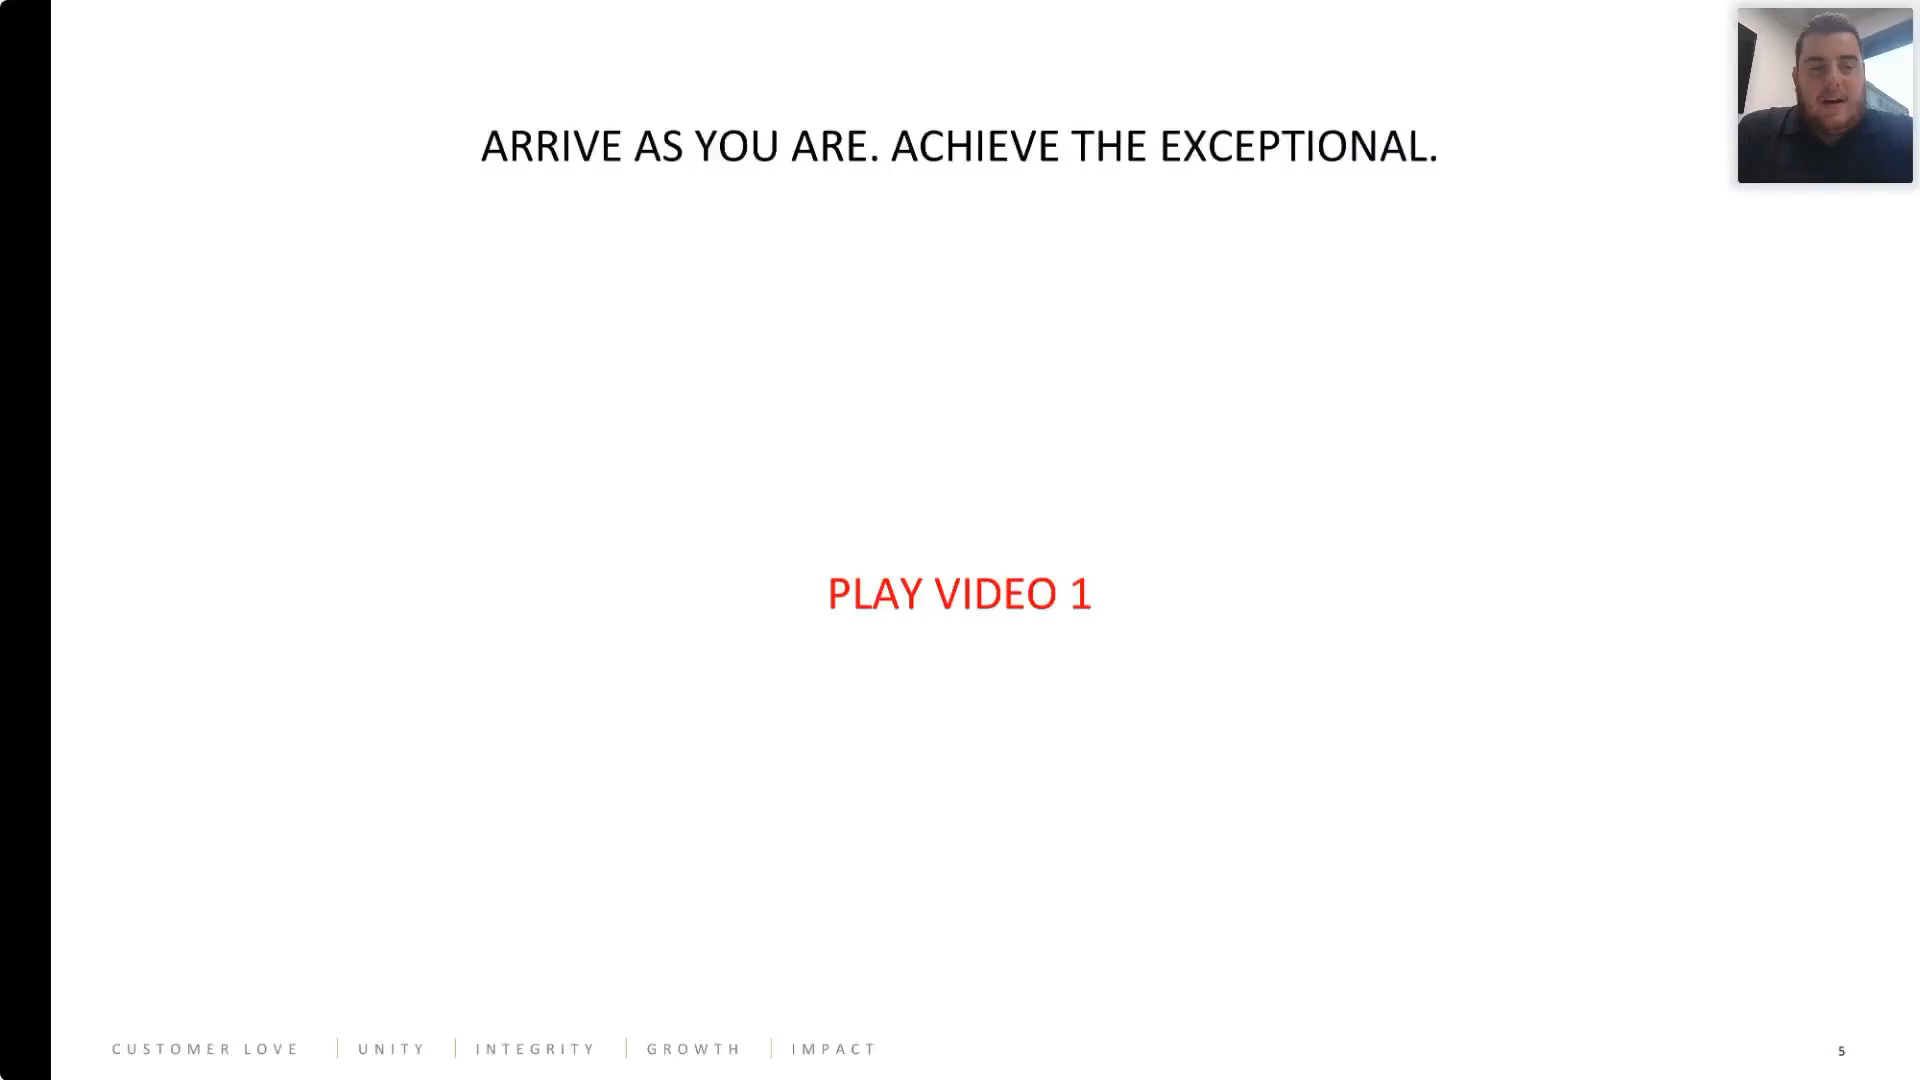 ARRIVE AS YOU ARE. ACHIEVE THE EXCEPTIONAL.
PLAY VIDEO 1
CUSTOMER LOVE | UNITY | INTEGRITY | GROWTH | IMPACT
5